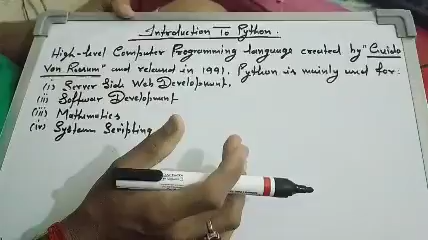 Introduction To Python.
High-level Computer Programming language created by "Guido
Van Rossum" and released in 1991. Python is mainly used for:
(i) Server Side Web Development,
(ii) Softwar Development
(iii) Mathematics
(iv) System Scripting